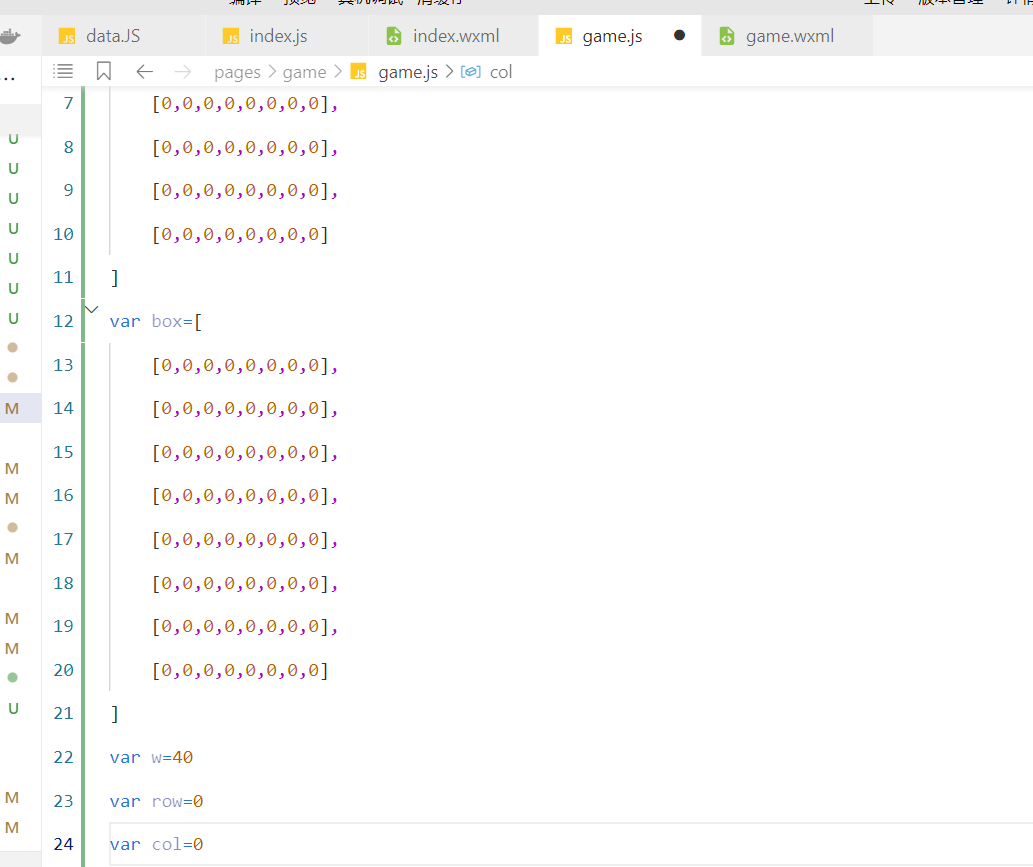 data.JS index.js index.wxml game.js game.wxml
... pages > game > game.js > col
U 7 [0,0,0,0,0,0,0,0],
U 8 [0,0,0,0,0,0,0,0],
U 9 [0,0,0,0,0,0,0,0],
U 10 [0,0,0,0,0,0,0,0]
U 11 ]
U 12 var box=[
U 13 [0,0,0,0,0,0,0,0],
M 14 [0,0,0,0,0,0,0,0],
M 15 [0,0,0,0,0,0,0,0],
M 16 [0,0,0,0,0,0,0,0],
17 [0,0,0,0,0,0,0,0],
M 18 [0,0,0,0,0,0,0,0],
M 19 [0,0,0,0,0,0,0,0],
M 20 [0,0,0,0,0,0,0,0]
U 21 ]
22 var w=40
M 23 var row=0
M 24 var col=0